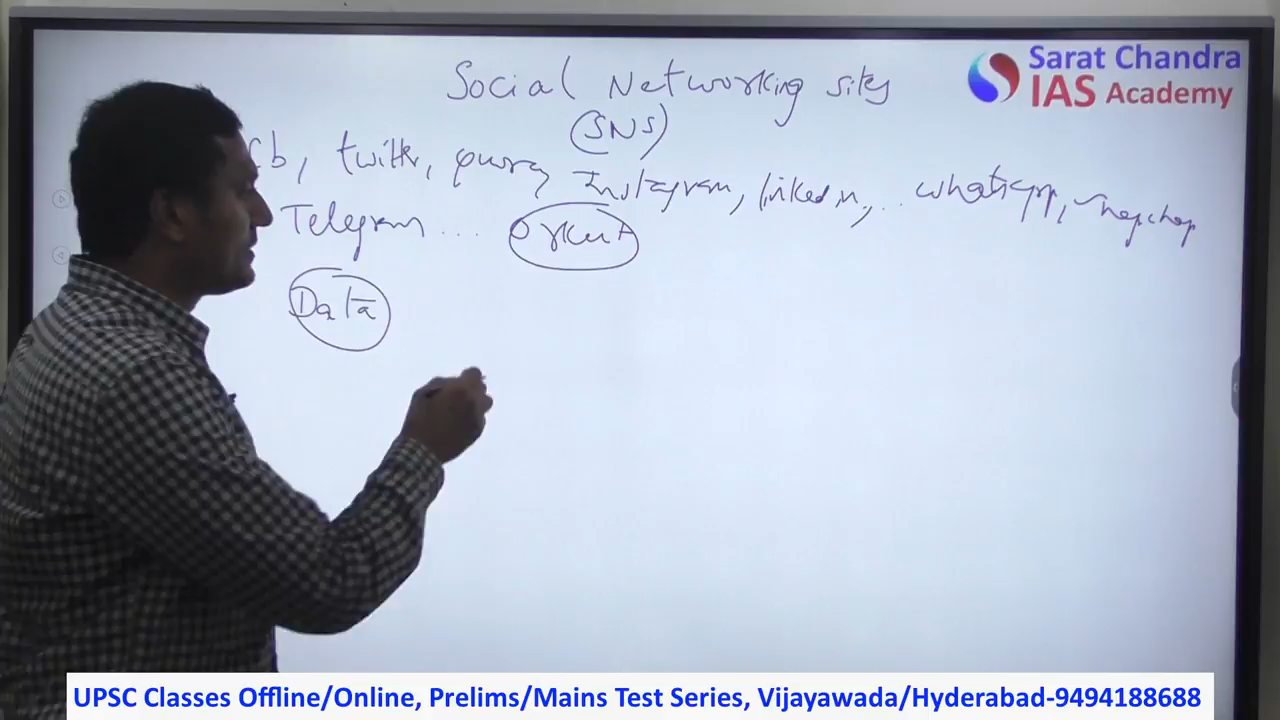 Social Networking sites
(SNS)
fb, twitter, quora, Instagram, linkedin, .. whatsapp, Snapchap
Telegram ... Orkut
Data
Sarat Chandra
IAS Academy
UPSC Classes Offline/Online, Prelims/Mains Test Series, Vijayawada/Hyderabad-9494188688